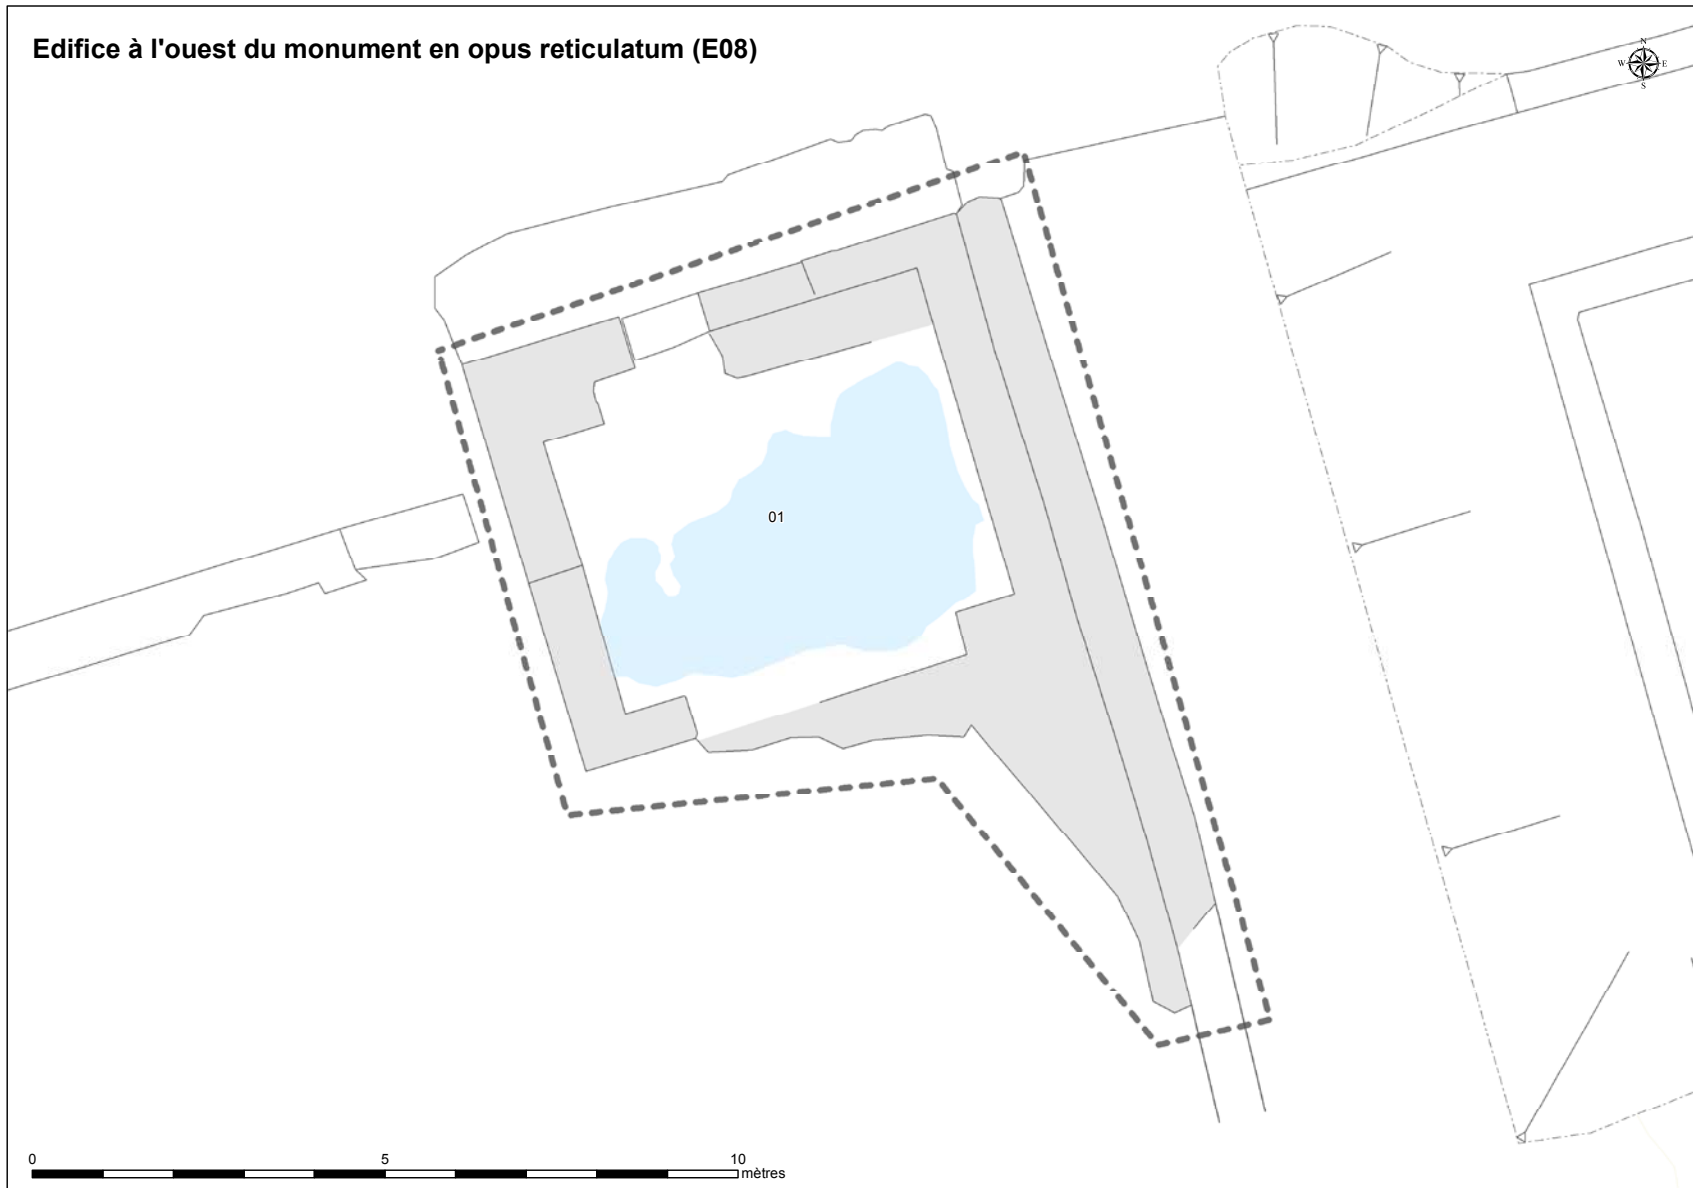 Edifice à l'ouest du monument en opus reticulatum (E08)
N
W E
S
01
0 5 10
mètres